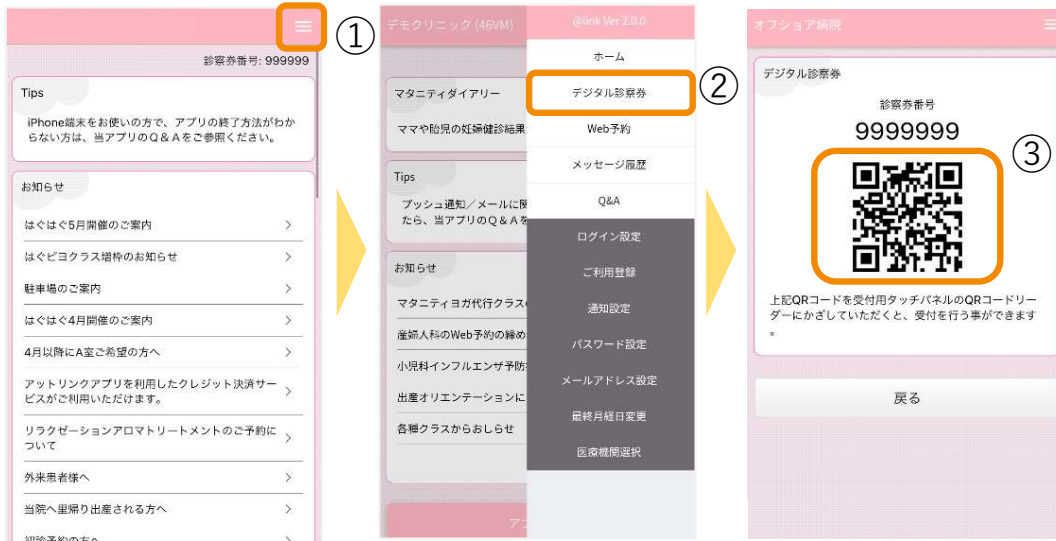 ①
診察券番号: 999999
Tips
iPhone端末をお使いの方で、アプリの終了方法がわか
らない方は、当アプリのQ&Aをご参照ください。
お知らせ
はぐはぐ5月開催のご案内
はぐピヨクラス増枠のお知らせ
駐車場のご案内
はぐはぐ4月開催のご案内
4月以降にA室ご希望の方へ
アットリンクアプリを利用したクレジット決済サー
ビスがご利用いただけます。
リラクゼーションアロマトリートメントのご予約に
ついて
外来患者様へ
当院へ里帰り出産される方へ
初診予約の方へ
デモクリニック (46VM)
マタニティダイアリー
ママや胎児の妊婦健診結果
Tips
プッシュ通知／メールに関
たら、当アプリのQ&Aを
お知らせ
マタニティヨガ代行クラス
産婦人科のWeb予約の締め
小児科インフルエンザ予防
出産オリエンテーションに
各種クラスからおしらせ
@link Ver 2.0.0
ホーム
デジタル診察券
②
Web予約
メッセージ履歴
Q&A
ログイン設定
ご利用登録
通知設定
パスワード設定
メールアドレス設定
最終月経日変更
医療機関選択
オフショア病院
デジタル診察券
診察券番号
9999999
③
上記QRコードを受付用タッチパネルのQRコードリー
ダーにかざしていただくと、受付を行う事ができます
。
戻る